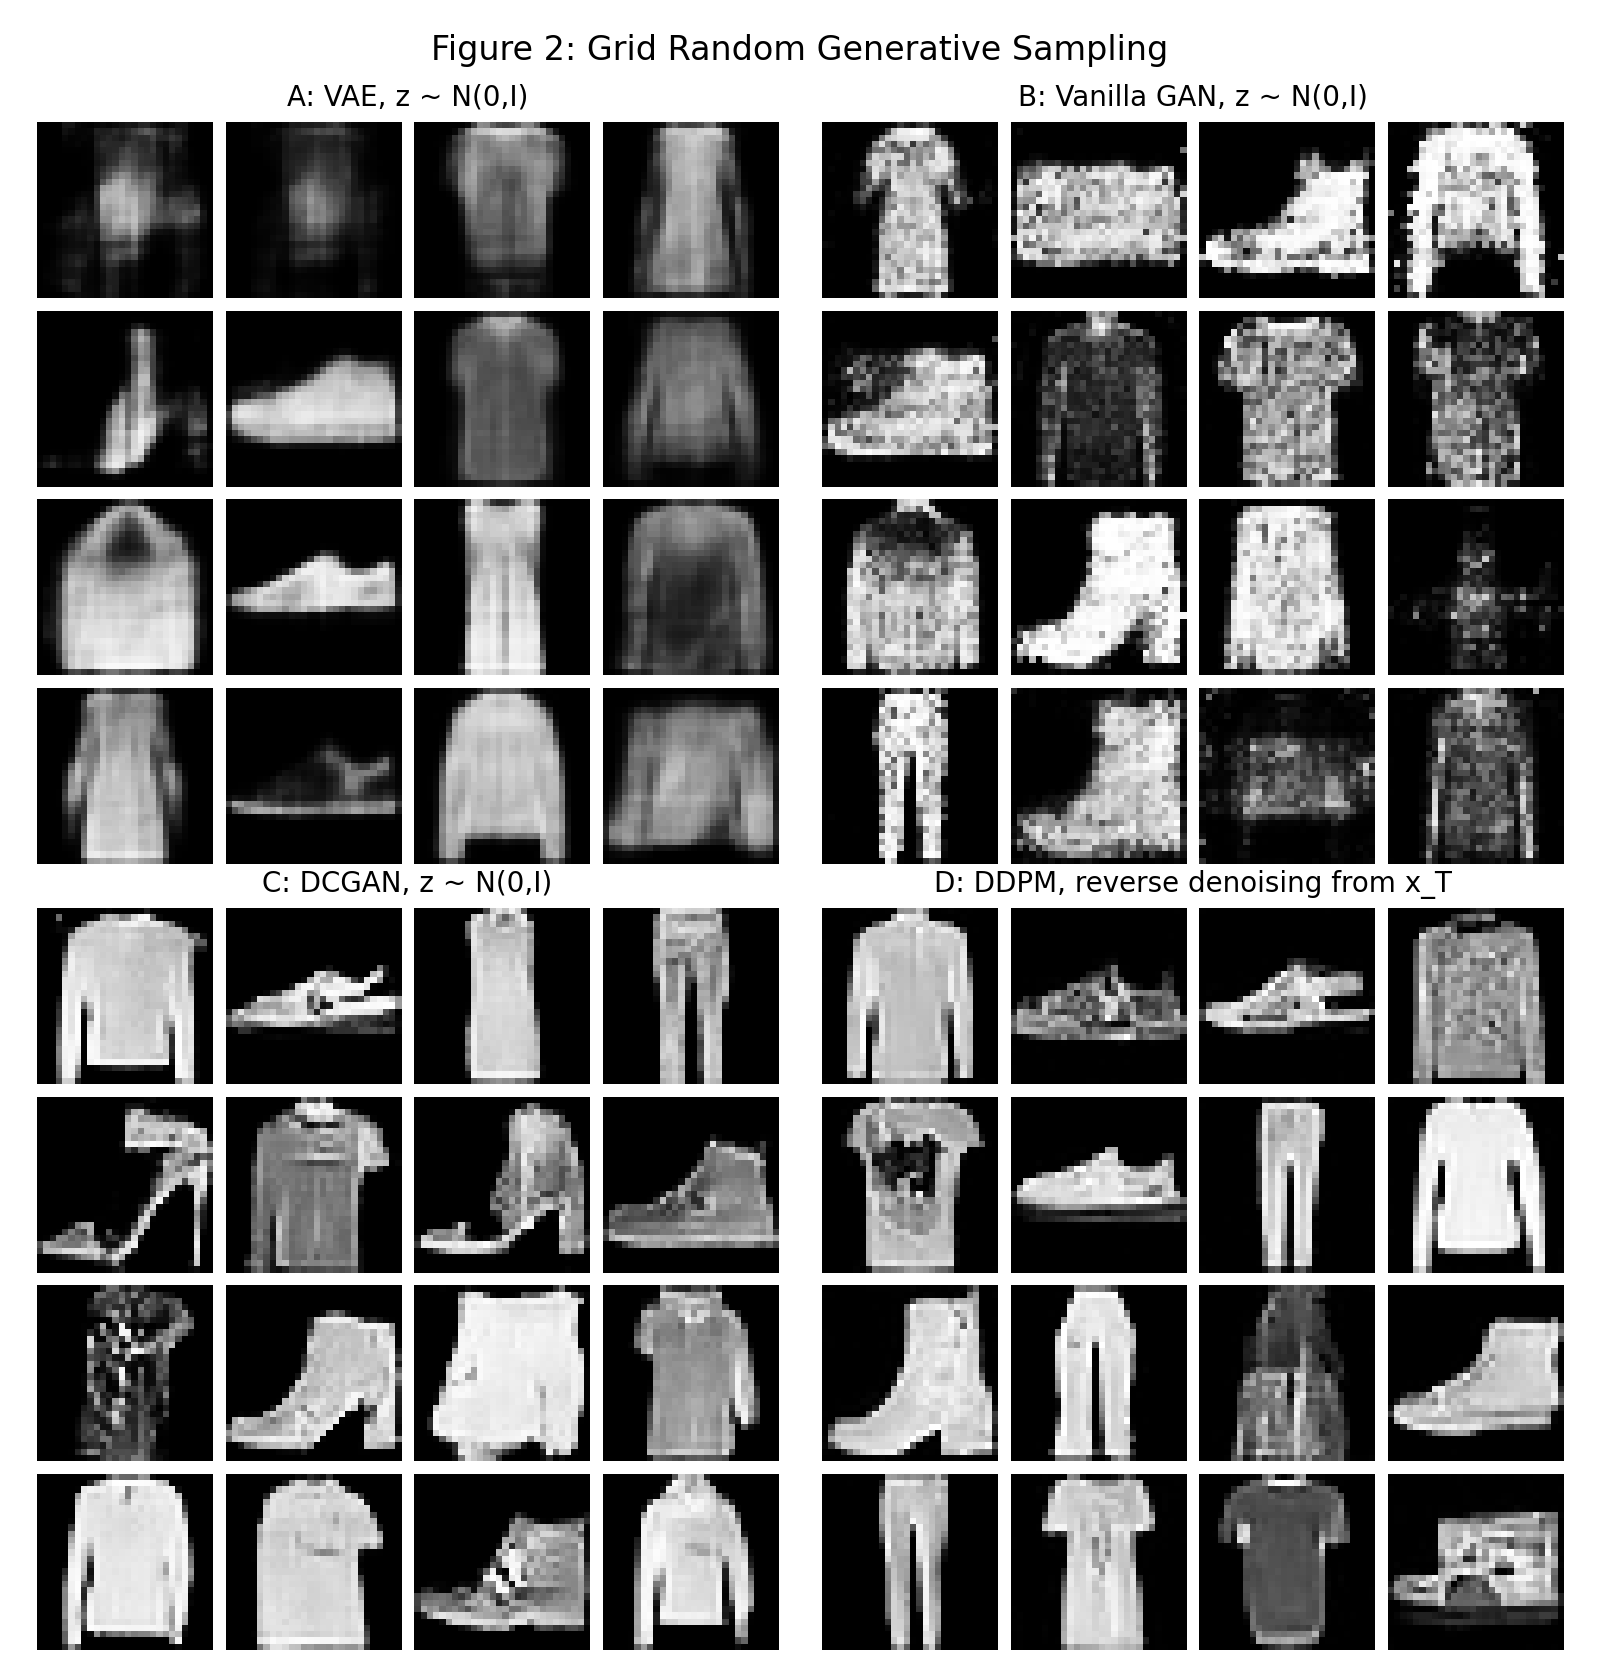 Figure 2: Grid Random Generative Sampling
A: VAE, z ~ N(0,I)
B: Vanilla GAN, z ~ N(0,I)
C: DCGAN, z ~ N(0,I)
D: DDPM, reverse denoising from x_T